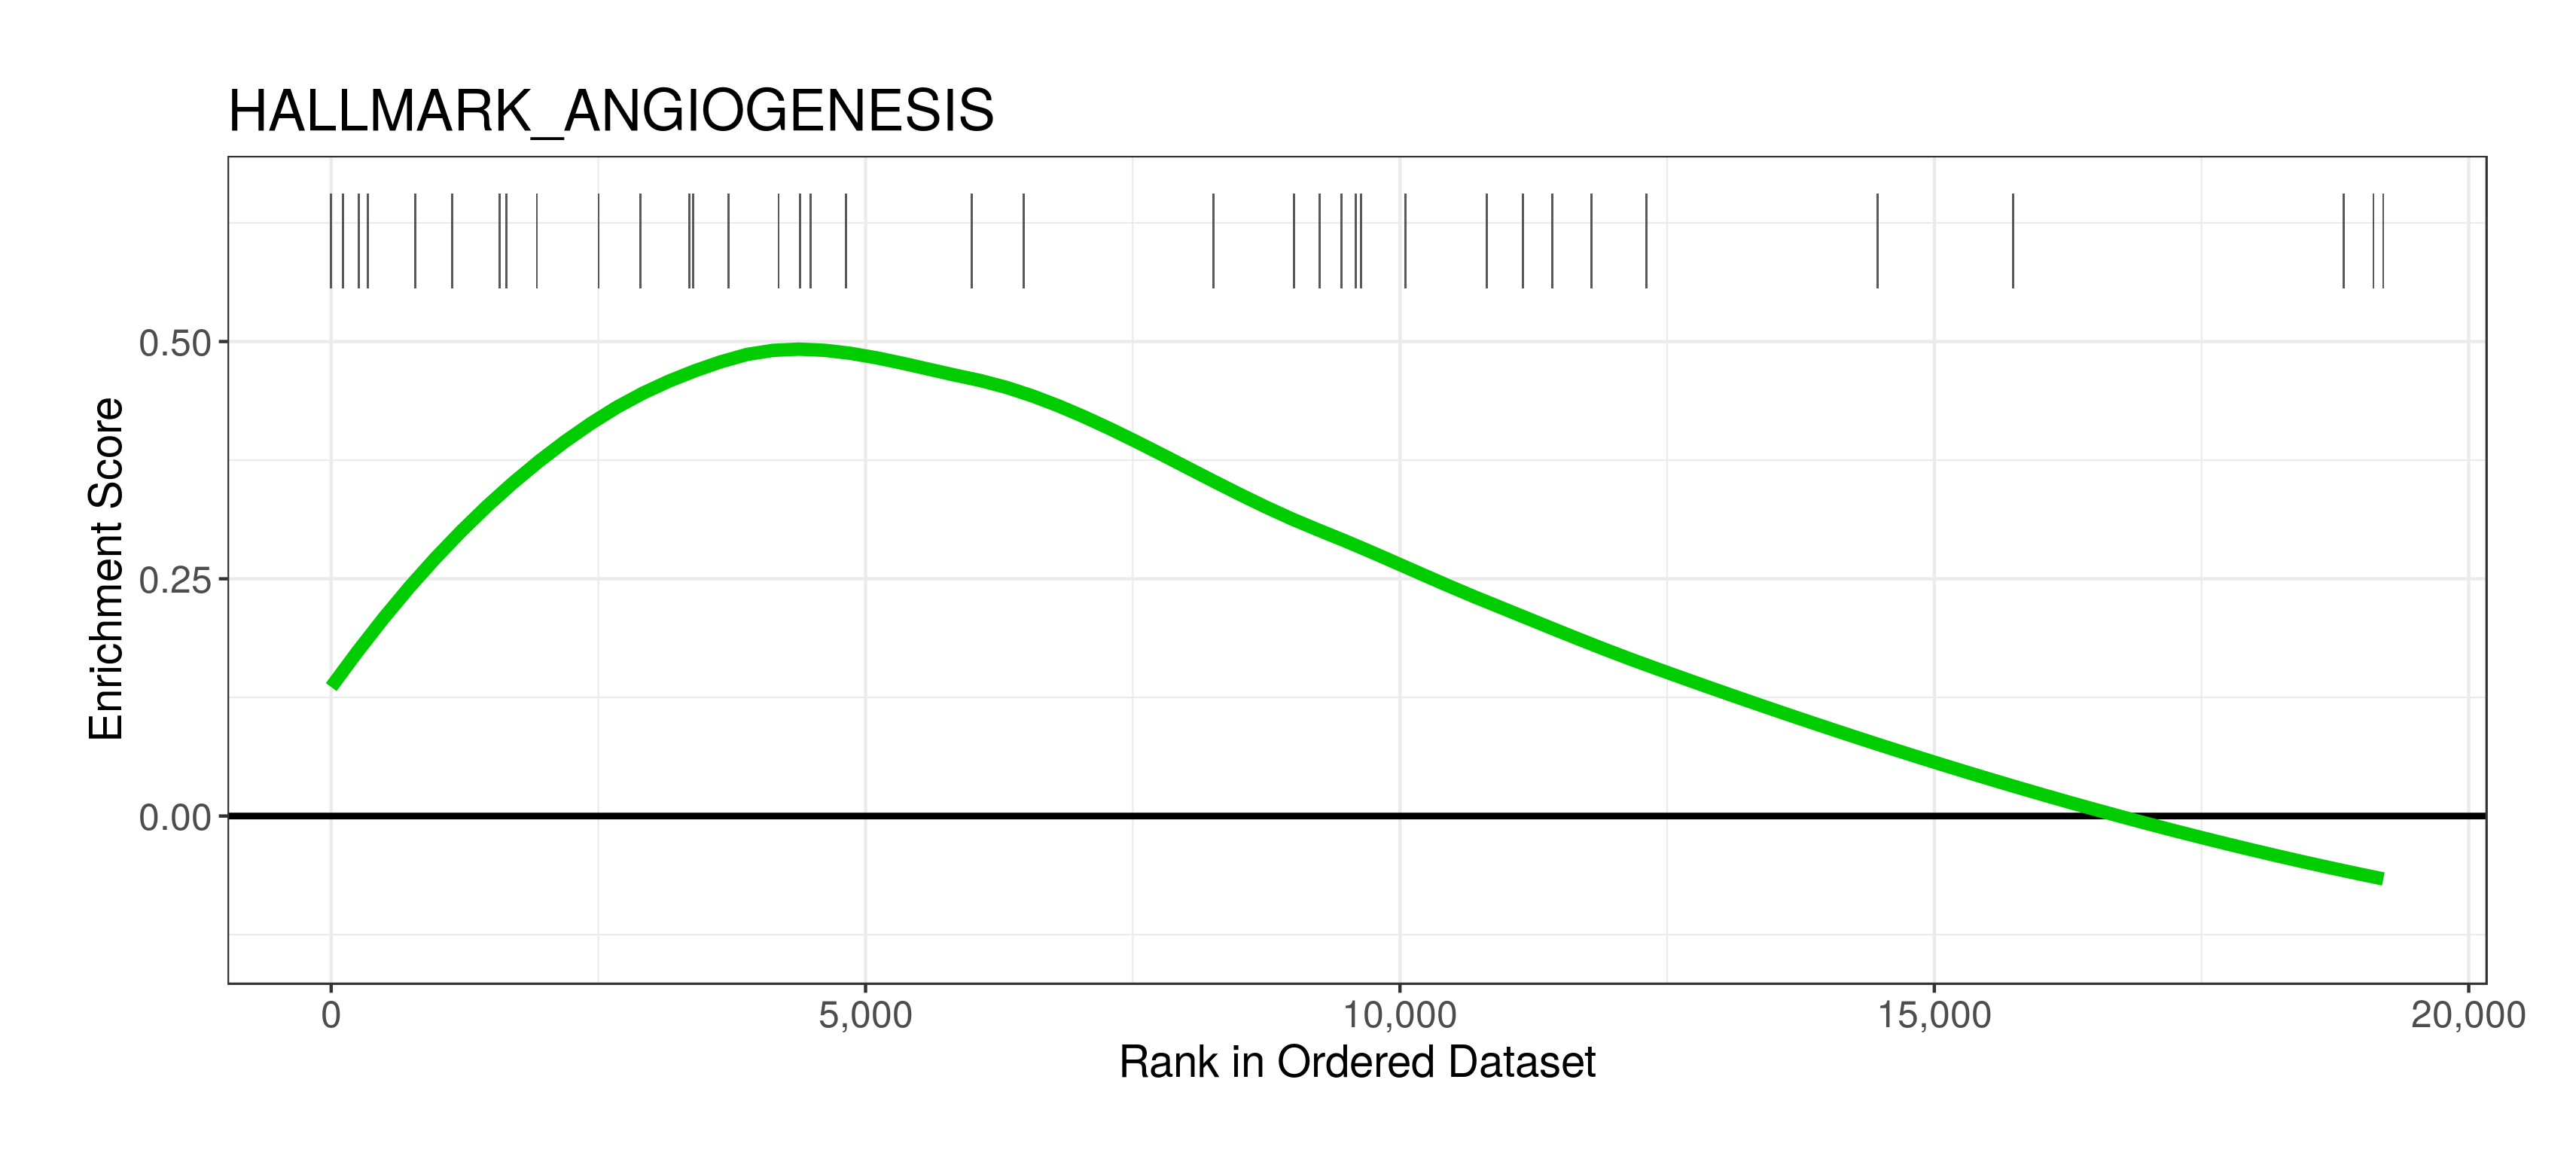 HALLMARK_ANGIOGENESIS
Enrichment Score
0.50
0.25
0.00
0 5,000 10,000 15,000 20,000
Rank in Ordered Dataset